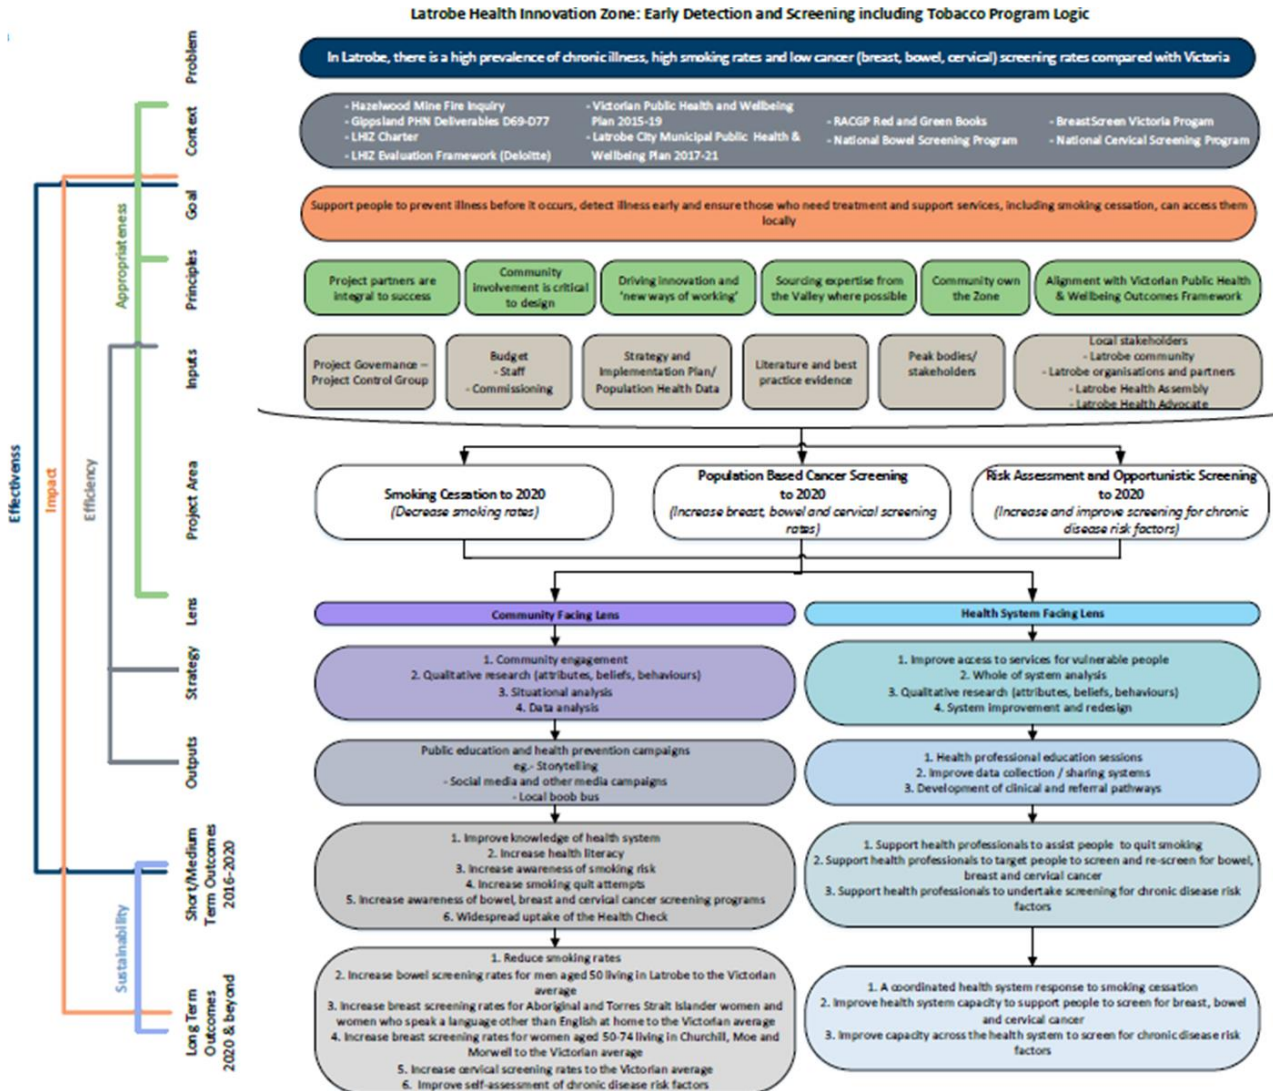 Latrobe Health Innovation Zone: Early Detection and Screening including Tobacco Program Logic
Problem
In Latrobe, there is a high prevalence of chronic illness, high smoking rates and low cancer (breast, bowel, cervical) screening rates compared with Victoria
Context
- Hazelwood Mine Fire Inquiry
- Gippsland PHN Deliverables D69-D77
- LHIZ Charter
- LHIZ Evaluation Framework (Deloitte)
- Victorian Public Health and Wellbeing
Plan 2015-19
- Latrobe City Municipal Public Health &
Wellbeing Plan 2017-21
- RACGP Red and Green Books
- National Bowel Screening Program
- BreastScreen Victoria Progam
- National Cervical Screening Program
Goal
Support people to prevent illness before it occurs, detect illness early and ensure those who need treatment and support services, including smoking cessation, can access them
locally
Principles
Project partners are
integral to success
Community
involvement is critical
to design
Driving innovation and
'new ways of working'
Sourcing expertise from
the Valley where possible
Community own
the Zone
Alignment with Victorian Public Health
& Wellbeing Outcomes Framework
Inputs
Project Governance –
Project Control Group
Budget
- Staff
- Commissioning
Strategy and
Implementation Plan/
Population Health Data
Literature and best
practice evidence
Peak bodies/
stakeholders
Local stakeholders
- Latrobe community
- Latrobe organisations and partners
- Latrobe Health Assembly
- Latrobe Health Advocate
Project Area
Smoking Cessation to 2020
(Decrease smoking rates)
Population Based Cancer Screening
to 2020
(Increase breast, bowel and cervical screening
rates)
Risk Assessment and Opportunistic Screening
to 2020
(Increase and improve screening for chronic
disease risk factors)
Lens
Community Facing Lens
Health System Facing Lens
Strategy
1. Community engagement
2. Qualitative research (attributes, beliefs, behaviours)
3. Situational analysis
4. Data analysis
1. Improve access to services for vulnerable people
2. Whole of system analysis
3. Qualitative research (attributes, beliefs, behaviours)
4. System improvement and redesign
Outputs
Public education and health prevention campaigns
eg.- Storytelling
- Social media and other media campaigns
- Local boob bus
1. Health professional education sessions
2. Improve data collection / sharing systems
3. Development of clinical and referral pathways
Short/Medium
Term Outcomes
2016-2020
1. Improve knowledge of health system
2. Increase health literacy
3. Increase awareness of smoking risk
4. Increase smoking quit attempts
5. Increase awareness of bowel, breast and cervical cancer screening programs
6. Widespread uptake of the Health Check
1. Support health professionals to assist people to quit smoking
2. Support health professionals to target people to screen and re-screen for bowel,
breast and cervical cancer
3. Support health professionals to undertake screening for chronic disease risk
factors
Long Term
Outcomes
2020 & beyond
1. Reduce smoking rates
2. Increase bowel screening rates for men aged 50 living in Latrobe to the Victorian
average
3. Increase breast screening rates for Aboriginal and Torres Strait Islander women and
women who speak a language other than English at home to the Victorian average
4. Increase breast screening rates for women aged 50-74 living in Churchill, Moe and
Morwell to the Victorian average
5. Increase cervical screening rates to the Victorian average
6. Improve self-assessment of chronic disease risk factors
1. A coordinated health system response to smoking cessation
2. Improve health system capacity to support people to screen for breast, bowel
and cervical cancer
3. Improve capacity across the health system to screen for chronic disease risk
factors
Effectivenss
Impact
Efficiency
Appropriateness
Sustainability